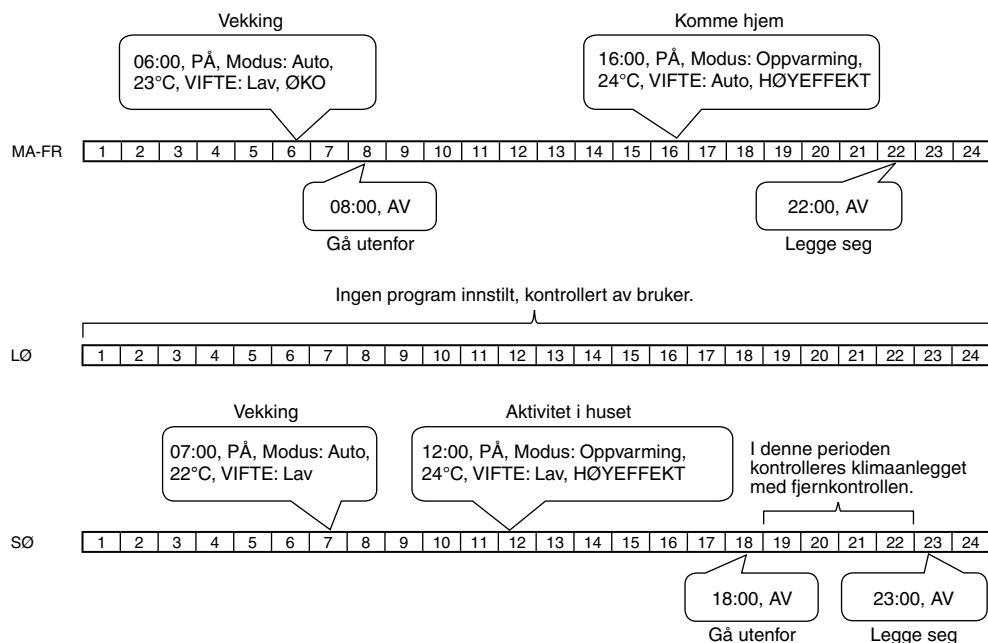 Vekking
06:00, PÅ, Modus: Auto,
23°C, VIFTE: Lav, ØKO
Komme hjem
16:00, PÅ, Modus: Oppvarming,
24°C, VIFTE: Auto, HØYEFFEKT
MA-FR 1 2 3 4 5 6 7 8 9 10 11 12 13 14 15 16 17 18 19 20 21 22 23 24
08:00, AV
Gå utenfor
22:00, AV
Legge seg
Ingen program innstilt, kontrollert av bruker.
LØ 1 2 3 4 5 6 7 8 9 10 11 12 13 14 15 16 17 18 19 20 21 22 23 24
Vekking
07:00, PÅ, Modus: Auto,
22°C, VIFTE: Lav
Aktivitet i huset
12:00, PÅ, Modus: Oppvarming,
24°C, VIFTE: Lav, HØYEFFEKT
I denne perioden
kontrolleres klimaanlegget
med fjernkontrollen.
SØ 1 2 3 4 5 6 7 8 9 10 11 12 13 14 15 16 17 18 19 20 21 22 23 24
18:00, AV
Gå utenfor
23:00, AV
Legge seg